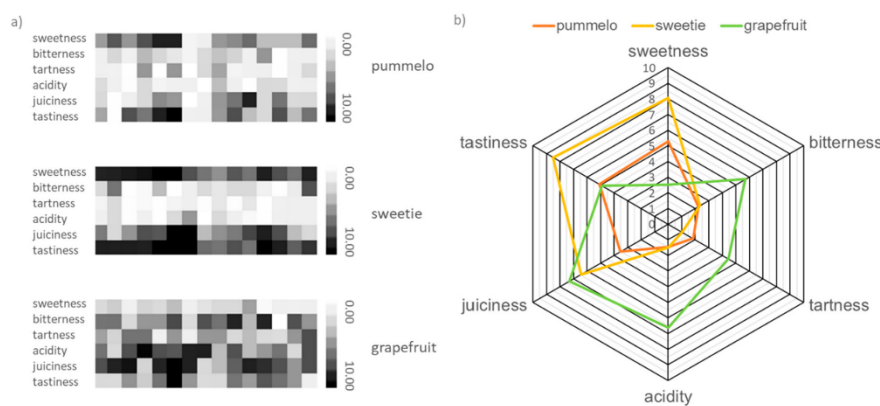 a)
sweetness
bitterness
tartness
acidity
juiciness
tastiness
0.00
10.00
pummelo
sweetness
bitterness
tartness
acidity
juiciness
tastiness
0.00
10.00
sweetie
sweetness
bitterness
tartness
acidity
juiciness
tastiness
0.00
10.00
grapefruit
b)
pummelo sweetie grapefruit
sweetness
10
9
8
7
6
5
4
3
2
1
0
tastiness
bitterness
juiciness
tartness
acidity